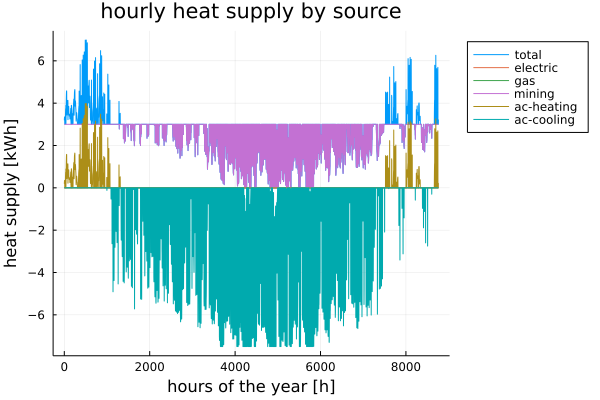 hourly heat supply by source
heat supply [kWh]
6
4
2
0
−2
−4
−6
0
2000
4000
6000
8000
hours of the year [h]
total
electric
gas
mining
ac-heating
ac-cooling